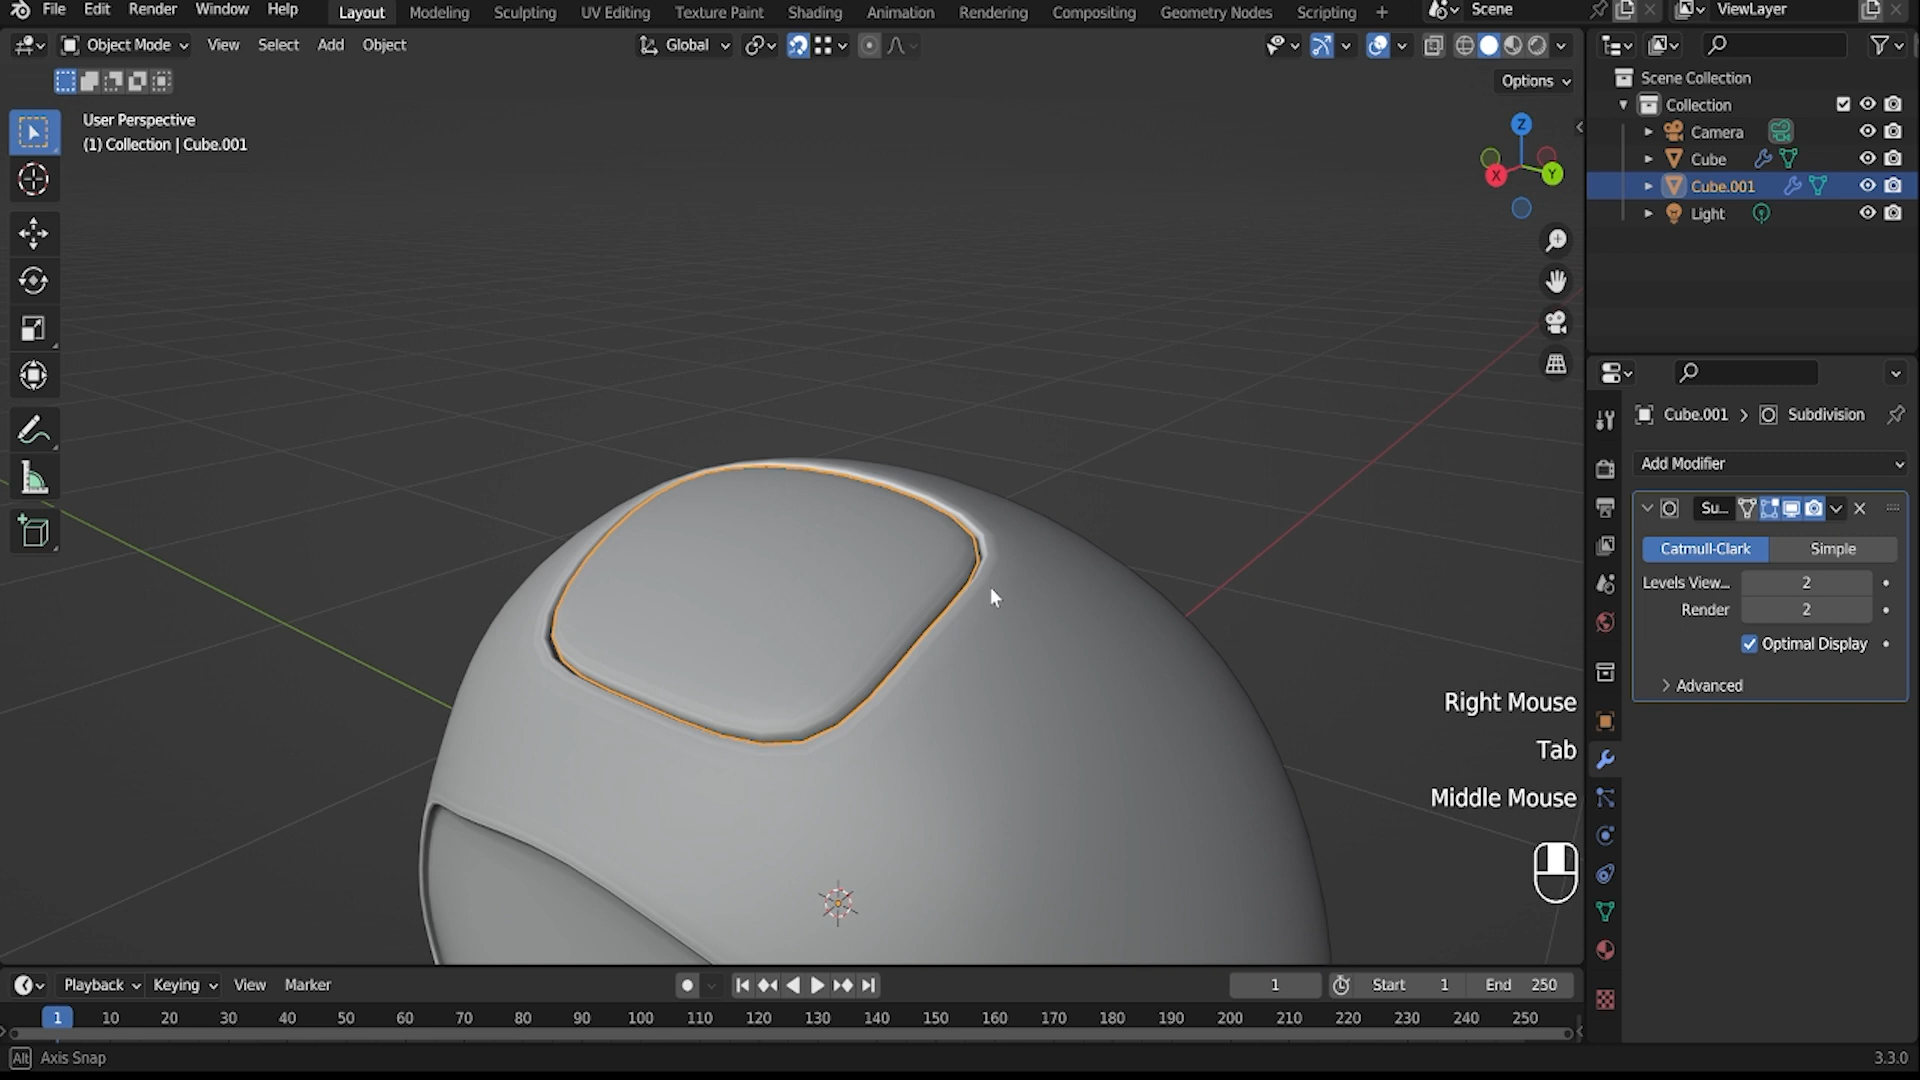 File Edit Render Window Help Layout Modeling Sculpting UV Editing Texture Paint Shading Animation Rendering Compositing Geometry Nodes Scripting + Scene ViewLayer
Object Mode View Select Add Object Global
Options
User Perspective
(1) Collection | Cube.001
Z
X
Y
Scene Collection
Collection
Camera
Cube
Cube.001
Light
Cube.001 > Subdivision
Add Modifier
Su...
Catmull-Clark Simple
Levels View... 2
Render 2
Optimal Display
Advanced
Right Mouse
Tab
Middle Mouse
Playback Keying View Marker 1 Start 1 End 250
1 10 20 30 40 50 60 70 80 90 100 110 120 130 140 150 160 170 180 190 200 210 220 230 240 250
Alt Axis Snap 3.3.0